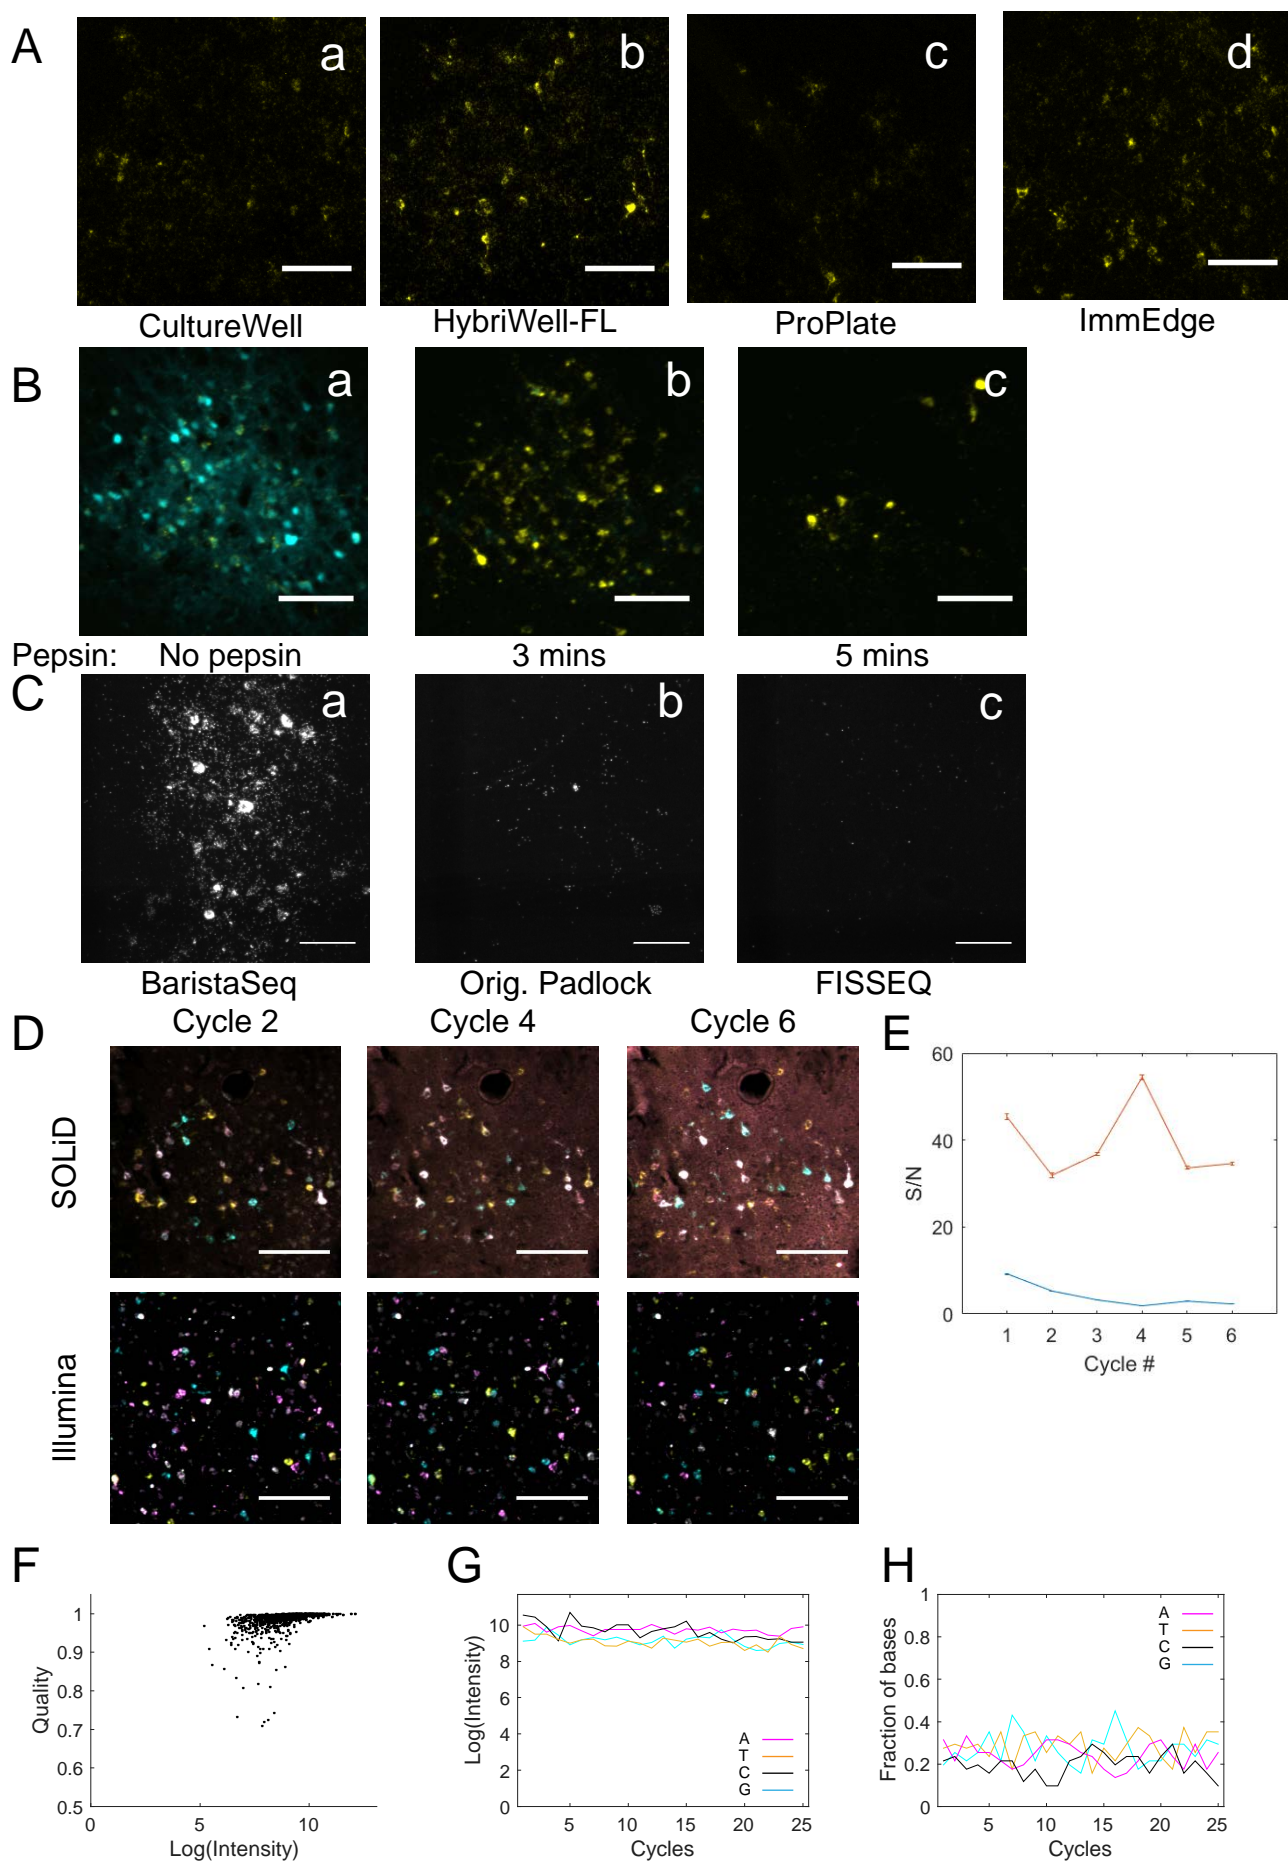 A
a
b
c
d
CultureWell
HybriWell-FL
ProPlate
ImmEdge
B
a
b
c
Pepsin: No pepsin
3 mins
5 mins
C
a
b
c
BaristaSeq
Orig. Padlock
FISSEQ
D
Cycle 2
Cycle 4
Cycle 6
SOLiD
Illumina
E
60
40
20
0
S/N
1 2 3 4 5 6
Cycle #
F
1
0.9
0.8
0.7
0.6
0.5
Quality
0 5 10
Log(Intensity)
G
10
8
6
4
2
0
Log(Intensity)
A
T
C
G
5 10 15 20 25
Cycles
H
1
0.8
0.6
0.4
0.2
0
Fraction of bases
A
T
C
G
5 10 15 20 25
Cycles